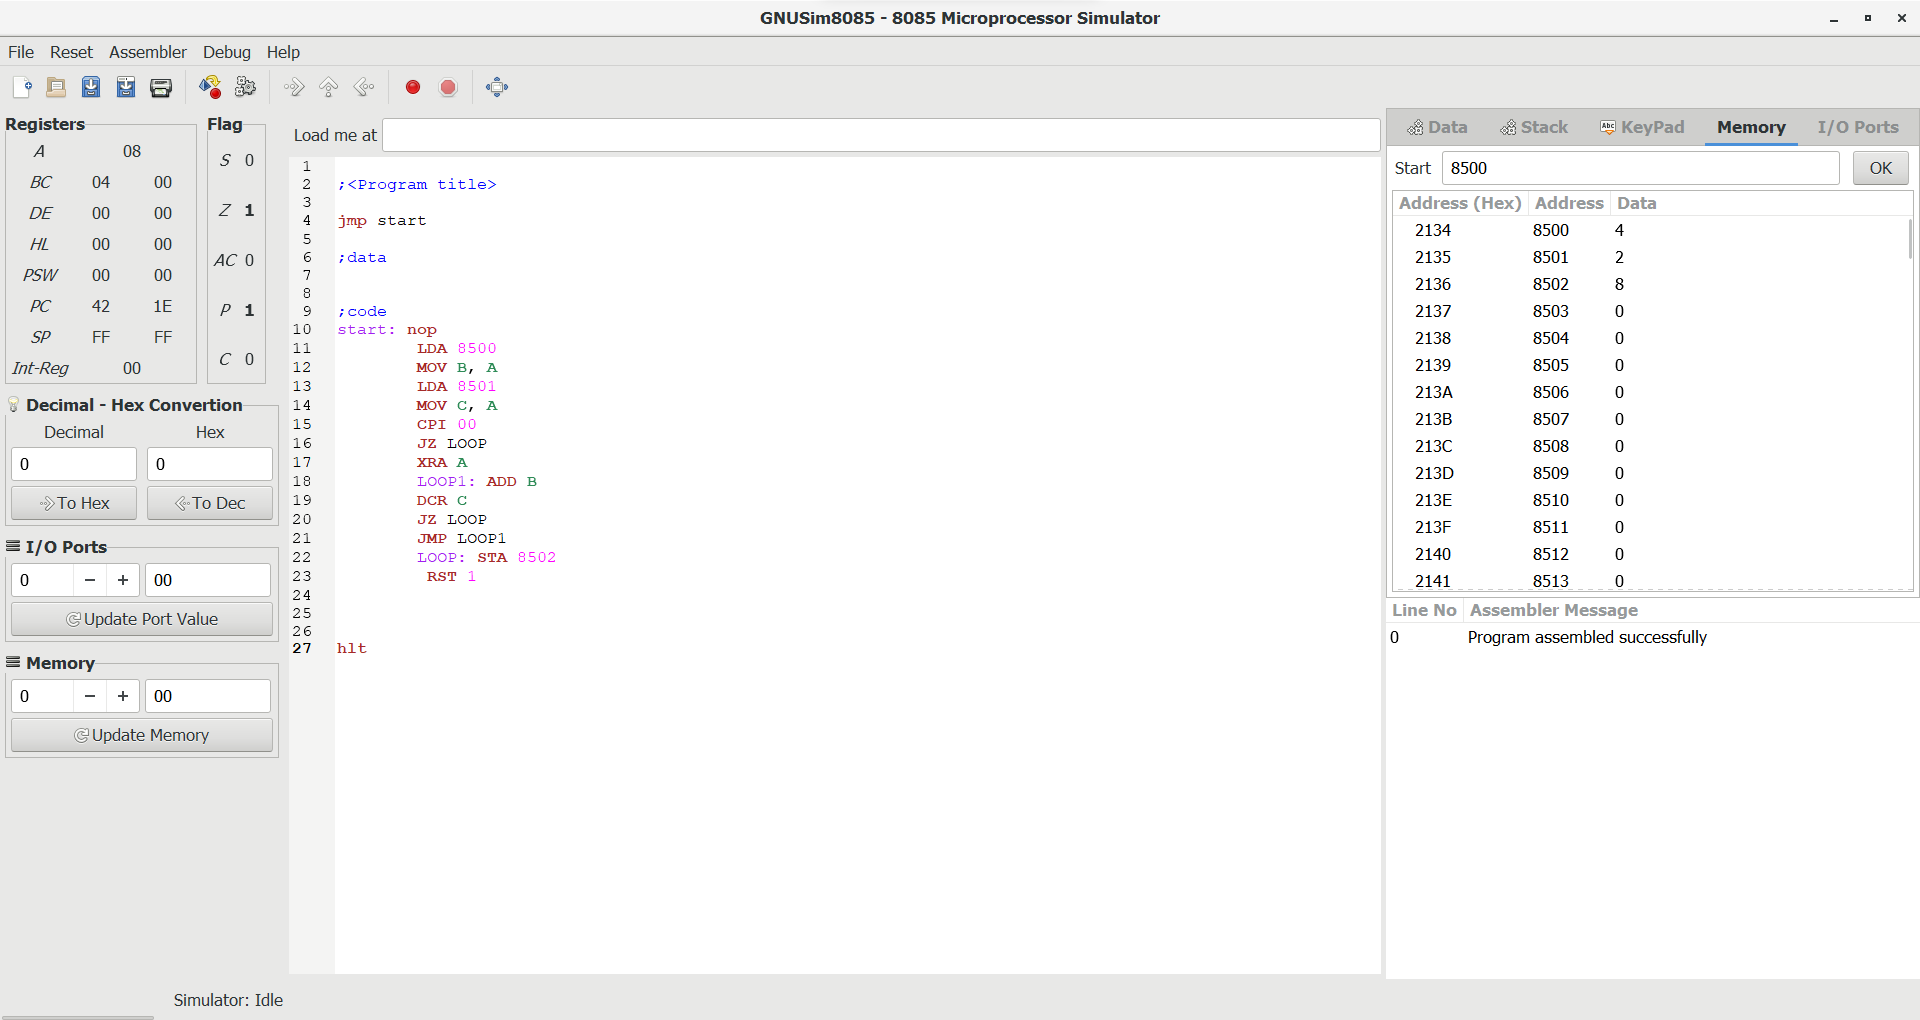 GNUSim8085 - 8085 Microprocessor Simulator
File Reset Assembler Debug Help
Registers
A 08
BC 04 00
DE 00 00
HL 00 00
PSW 00 00
PC 42 1E
SP FF FF
Int-Reg 00
Flag
S 0
Z 1
AC 0
P 1
C 0
Decimal - Hex Convertion
Decimal Hex
0 0
To Hex To Dec
I/O Ports
0 − + 00
Update Port Value
Memory
0 − + 00
Update Memory
Load me at
1
2 ;<Program title>
3
4 jmp start
5
6 ;data
7
8
9 ;code
10 start: nop
11 LDA 8500
12 MOV B, A
13 LDA 8501
14 MOV C, A
15 CPI 00
16 JZ LOOP
17 XRA A
18 LOOP1: ADD B
19 DCR C
20 JZ LOOP
21 JMP LOOP1
22 LOOP: STA 8502
23 RST 1
24
25
26
27 hlt
Data Stack Abc KeyPad Memory I/O Ports
Start 8500 OK
Address (Hex) Address Data
2134 8500 4
2135 8501 2
2136 8502 8
2137 8503 0
2138 8504 0
2139 8505 0
213A 8506 0
213B 8507 0
213C 8508 0
213D 8509 0
213E 8510 0
213F 8511 0
2140 8512 0
2141 8513 0
Line No Assembler Message
0 Program assembled successfully
Simulator: Idle